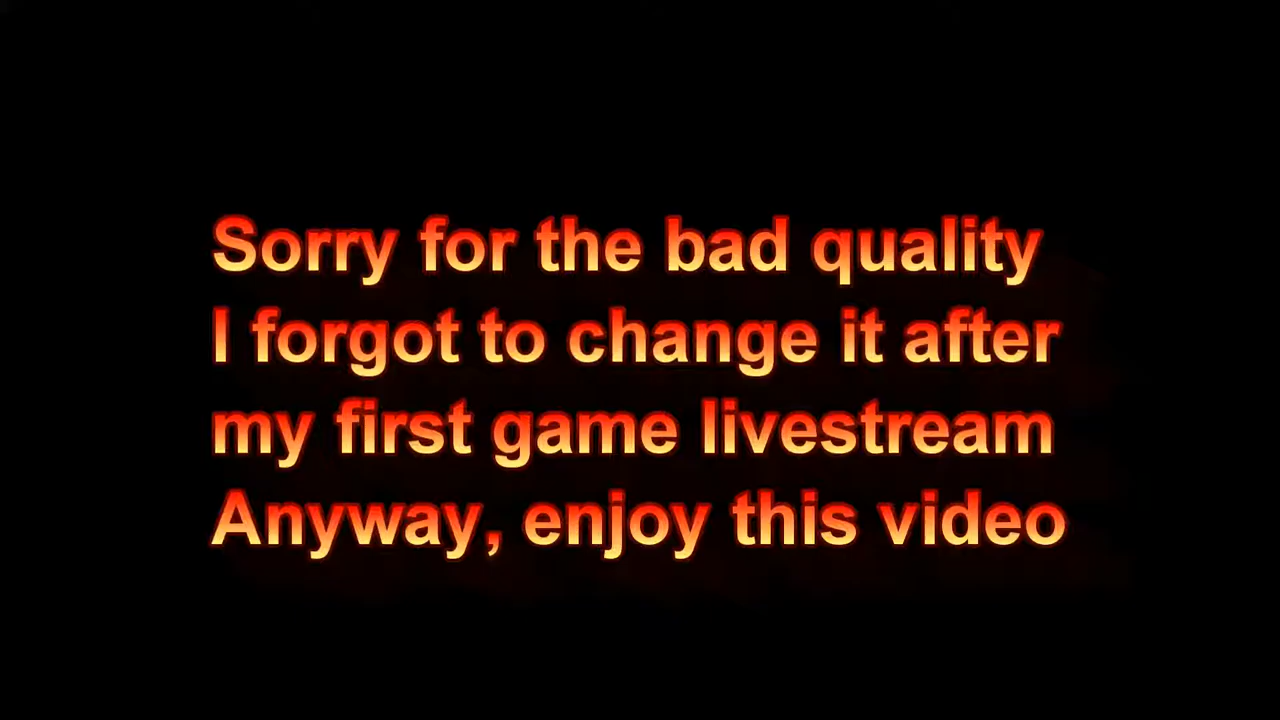 Sorry for the bad quality
I forgot to change it after
my first game livestream
Anyway, enjoy this video